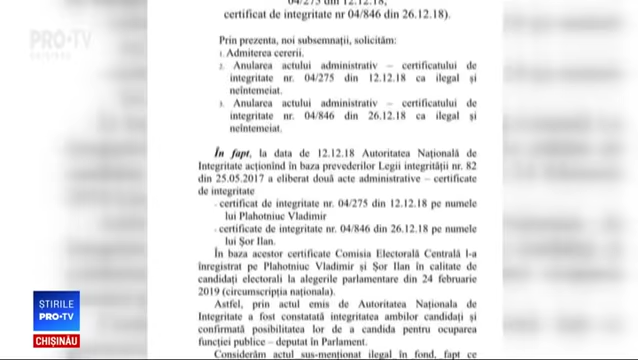 04/275 din 12.12.18,
certificat de integritate nr 04/846 din 26.12.18).
PRO•TV
CHIȘINĂU
Prin prezenta, noi subsemnații, solicităm:
1. Admiterea cererii.
2. Anularea actului administrativ – certificatului de
integritate nr. 04/275 din 12.12.18 ca ilegal și
neîntemeiat.
3. Anularea actului administrativ – certificatului de
integritate nr. 04/846 din 26.12.18 ca ilegal și
neîntemeiat.
În fapt, la data de 12.12.18 Autoritatea Națională de
Integritate acționînd în baza prevederilor Legii integrității nr. 82
din 25.05.2017 a eliberat două acte administrative – certificate
de integritate
- certificat de integritate nr. 04/275 din 12.12.18 pe numele
lui Plahotniuc Vladimir
- certificate de integritate nr. 04/846 din 26.12.18 pe numele
lui Șor Ilan.
În baza acestor certificate Comisia Electorală Centrală l-a
înregistrat pe Plahotniuc Vladimir și Șor Ilan în calitate de
candidați electorali la alegerile parlamentare din 24 februarie
2019 (circumscripția naționala).
Astfel, prin actul emis de Autoritatea Naționala de
Integritate a fost constatată integritatea ambilor candidați și
confirmată posibilitatea lor de a candida pentru ocuparea
funcției publice – deputat în Parlament.
Considerăm actul sus-menționat ilegal în fond, fapt ce
ȘTIRILE
PRO•TV
CHIȘINĂU